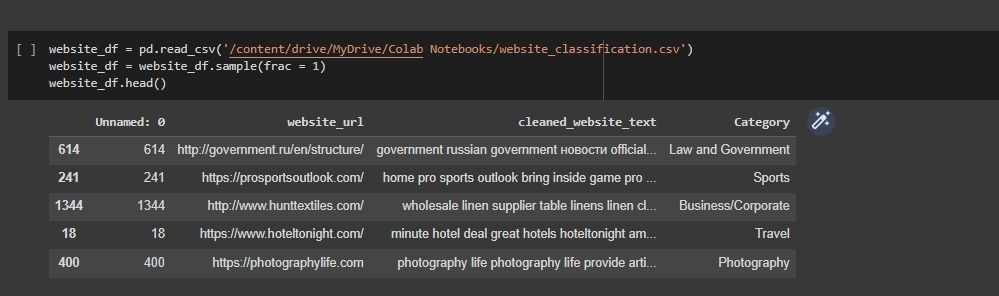 [ ] website_df = pd.read_csv('/content/drive/MyDrive/Colab Notebooks/website_classification.csv')
website_df = website_df.sample(frac = 1)
website_df.head()
Unnamed: 0 website_url cleaned_website_text Category
614 614 http://government.ru/en/structure/ government russian government новости official... Law and Government
241 241 https://prosportsoutlook.com/ home pro sports outlook bring inside game pro ... Sports
1344 1344 http://www.hunttextiles.com/ wholesale linen supplier table linens linen cl... Business/Corporate
18 18 https://www.hoteltonight.com/ minute hotel deal great hotels hoteltonight am... Travel
400 400 https://photographylife.com photography life photography life provide arti... Photography